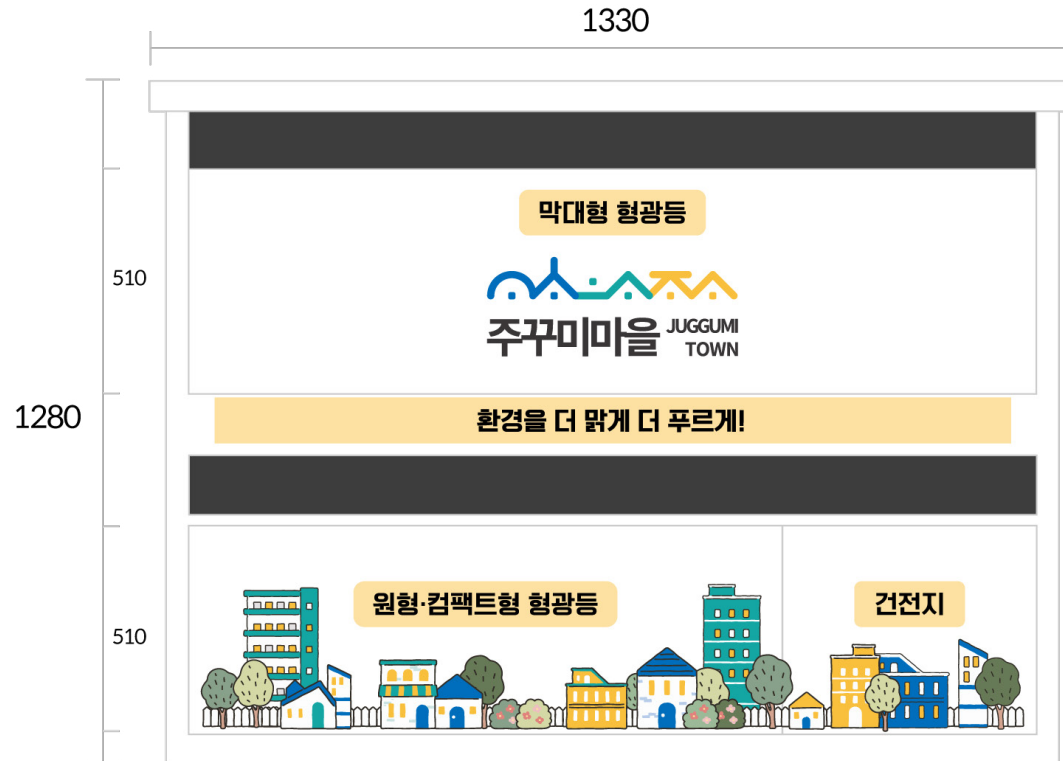 1330
막대형 형광등
510
주꾸미마을 JUGGUMI
TOWN
1280
환경을 더 맑게 더 푸르게!
원형·컴팩트형 형광등
건전지
510